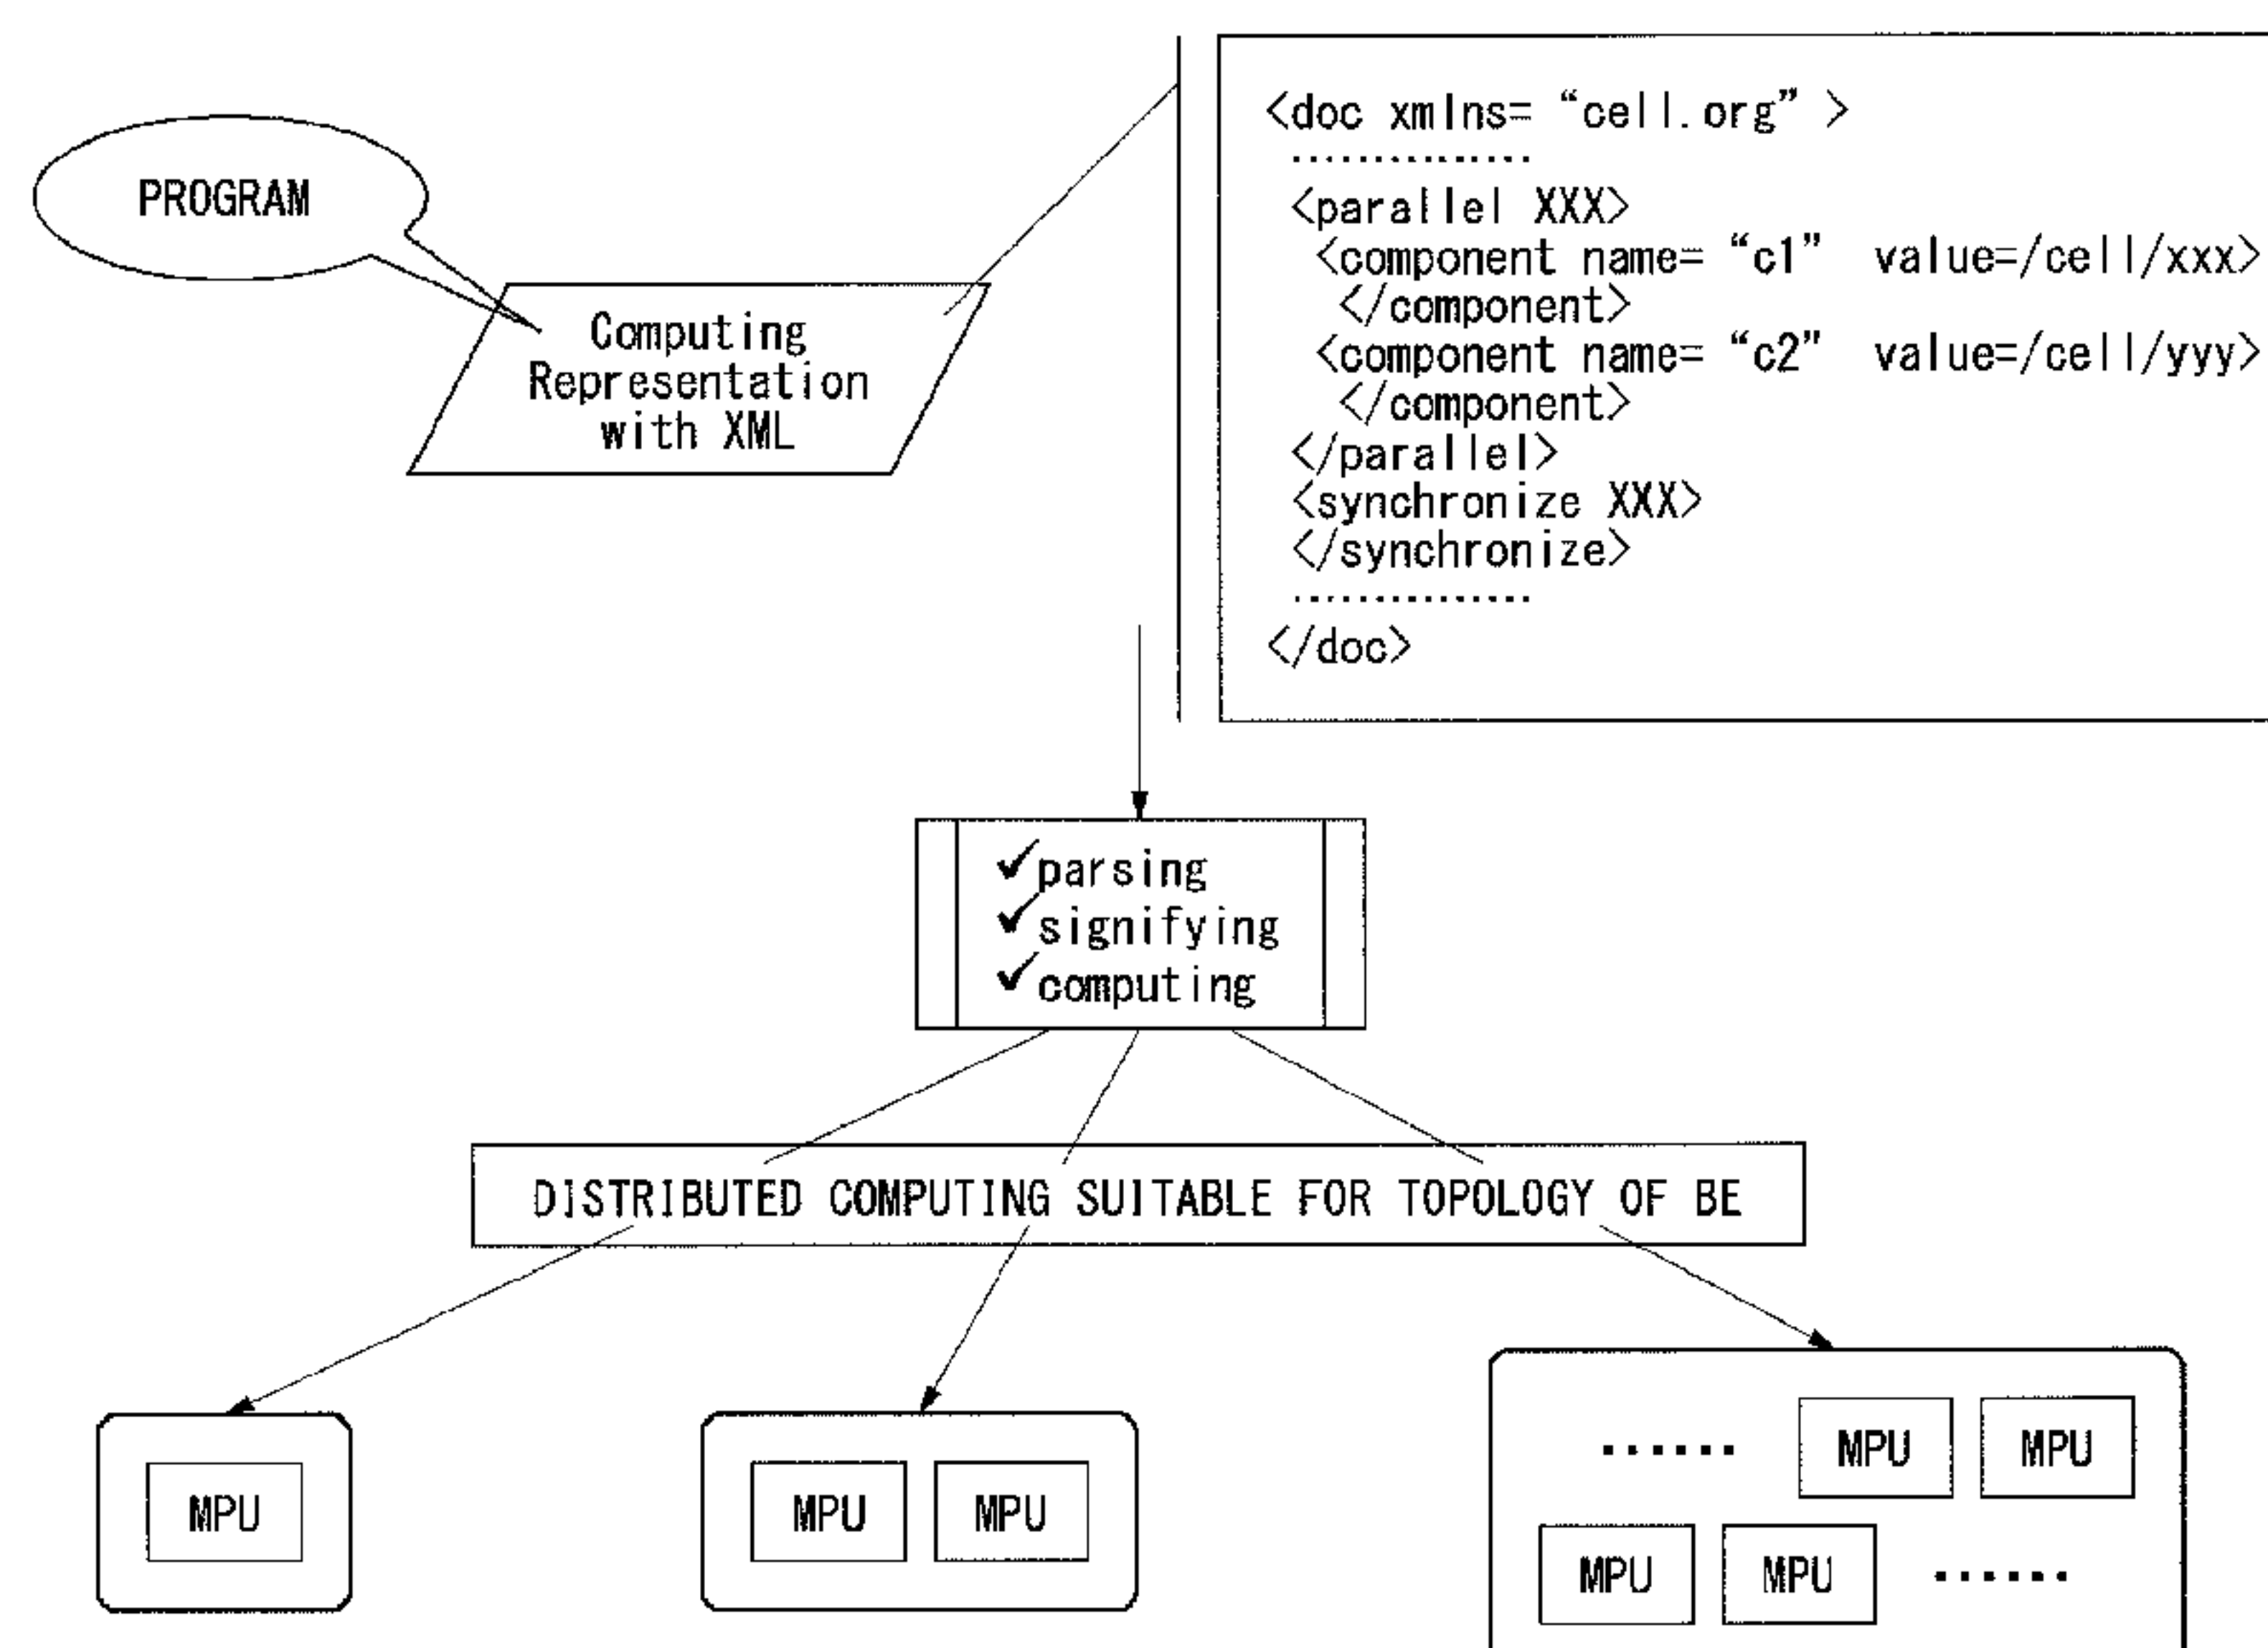 PROGRAM
Computing
Representation
with XML
<doc xmlns= “cell.org” >
...............
<parallel XXX>
<component name= “c1” value=/cell/xxx>
</component>
<component name= “c2” value=/cell/yyy>
</component>
</parallel>
<synchronize XXX>
</synchronize>
...............
</doc>
✓parsing
✓signifying
✓computing
DISTRIBUTED COMPUTING SUITABLE FOR TOPOLOGY OF BE
MPU
MPU MPU
...... MPU MPU
MPU MPU ......